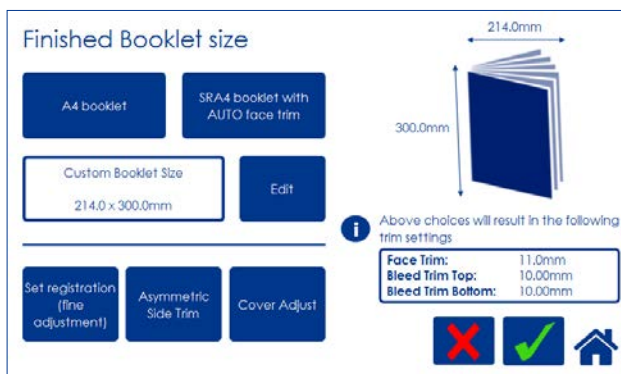 Finished Booklet size
A4 booklet
SRA4 booklet with
AUTO face trim
Custom Booklet Size
214.0 x 300.0mm
Edit
Set registration
(fine
adjustment)
Asymmetric
Side Trim
Cover Adjust
214.0mm
300.0mm
i
Above choices will result in the following
trim settings
Face Trim: 11.0mm
Bleed Trim Top: 10.00mm
Bleed Trim Bottom: 10.00mm